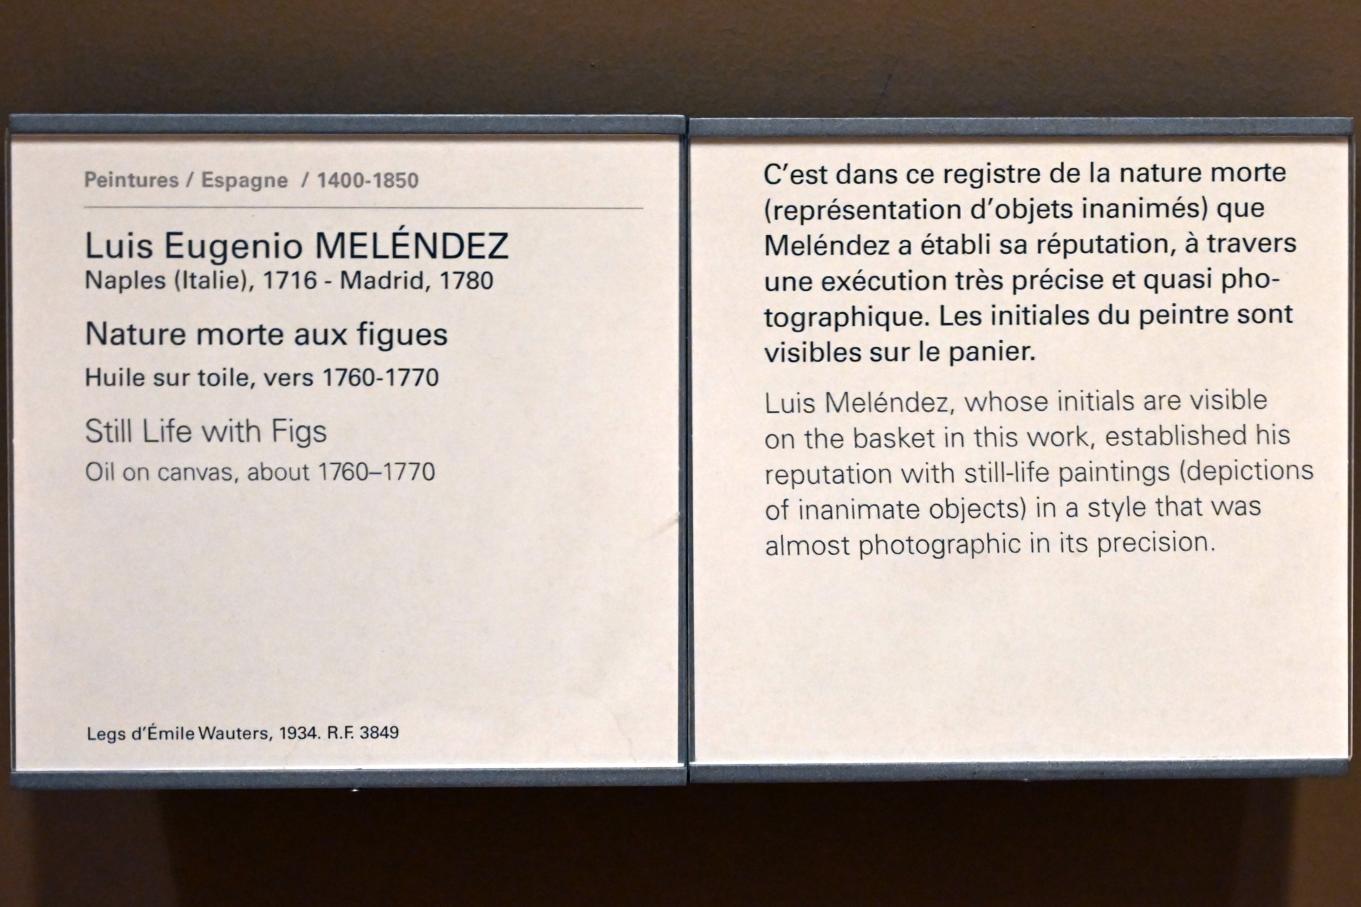 Peintures / Espagne / 1400-1850
Luis Eugenio MELÉNDEZ
Naples (Italie), 1716 - Madrid, 1780
Nature morte aux figues
Huile sur toile, vers 1760-1770
Still Life with Figs
Oil on canvas, about 1760–1770
Legs d'Émile Wauters, 1934. R.F. 3849
C'est dans ce registre de la nature morte
(représentation d'objets inanimés) que
Meléndez a établi sa réputation, à travers
une exécution très précise et quasi pho-
tographique. Les initiales du peintre sont
visibles sur le panier.
Luis Meléndez, whose initials are visible
on the basket in this work, established his
reputation with still-life paintings (depictions
of inanimate objects) in a style that was
almost photographic in its precision.